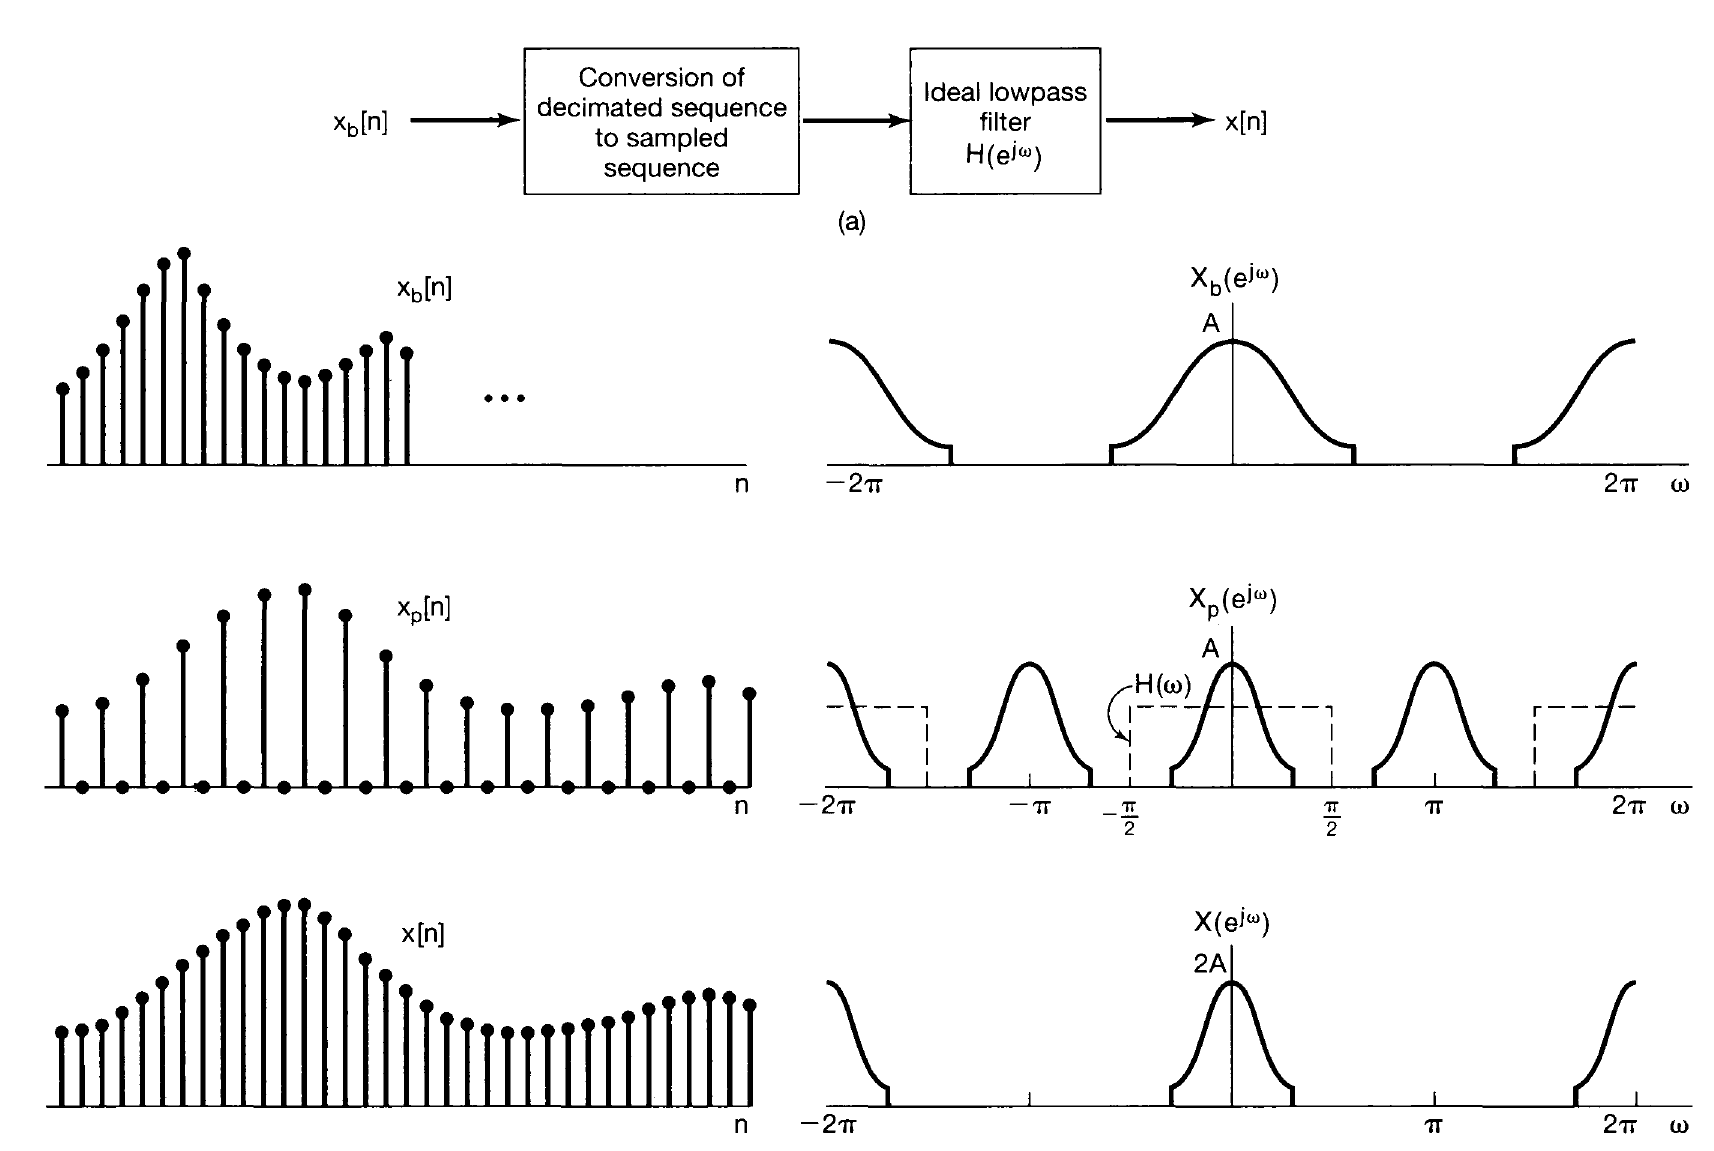 x_b[n]
Conversion of
decimated sequence
to sampled
sequence
Ideal lowpass
filter
H(e^jω)
x[n]
(a)
x_b[n]
n
X_b(e^jω)
A
−2π
2π
ω
x_p[n]
n
X_p(e^jω)
A
H(ω)
−2π
−π
−π/2
π/2
π
2π
ω
x[n]
n
X(e^jω)
2A
−2π
π
2π
ω